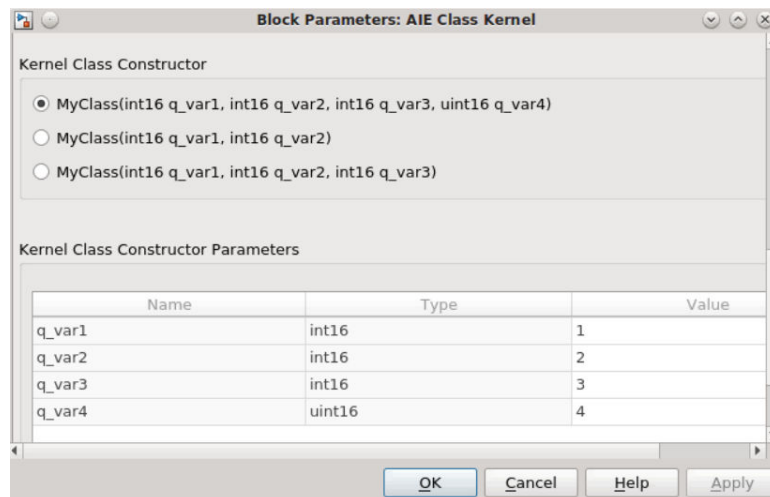 Block Parameters: AIE Class Kernel
Kernel Class Constructor
MyClass(int16 q_var1, int16 q_var2, int16 q_var3, uint16 q_var4)
MyClass(int16 q_var1, int16 q_var2)
MyClass(int16 q_var1, int16 q_var2, int16 q_var3)
Kernel Class Constructor Parameters
Name Type Value
q_var1 int16 1
q_var2 int16 2
q_var3 int16 3
q_var4 uint16 4
OK Cancel Help Apply